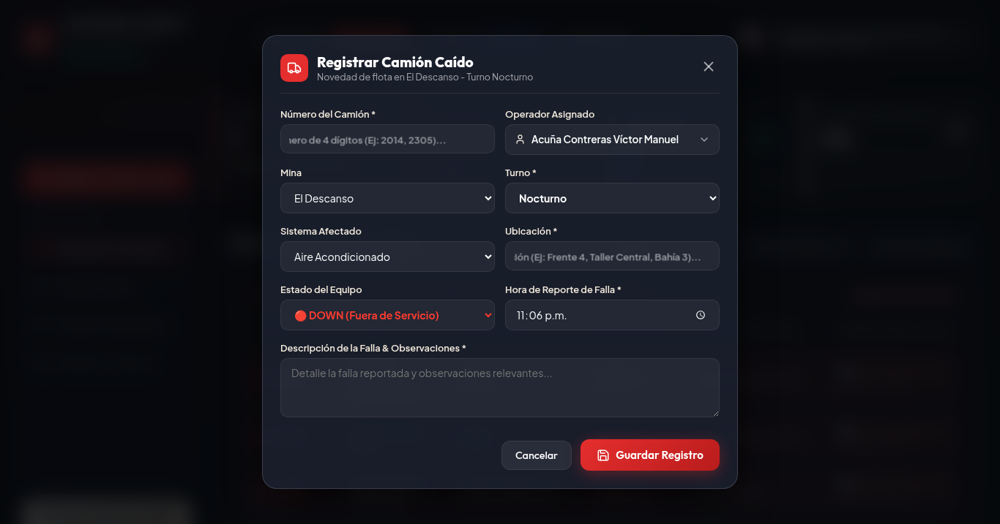 Registrar Camión Caído
Novedad de flota en El Descanso - Turno Nocturno
Número del Camión *
Operador Asignado
de 4 dígitos (Ej: 2014, 2305)...
Acuña Contreras Víctor Manuel
Mina
Turno *
El Descanso
Nocturno
Sistema Afectado
Ubicación *
Aire Acondicionado
(Ej: Frente 4, Taller Central, Bahía 3)...
Estado del Equipo
Hora de Reporte de Falla *
DOWN (Fuera de Servicio)
11:06 p.m.
Descripción de la Falla & Observaciones *
Detalle la falla reportada y observaciones relevantes...
Cancelar
Guardar Registro